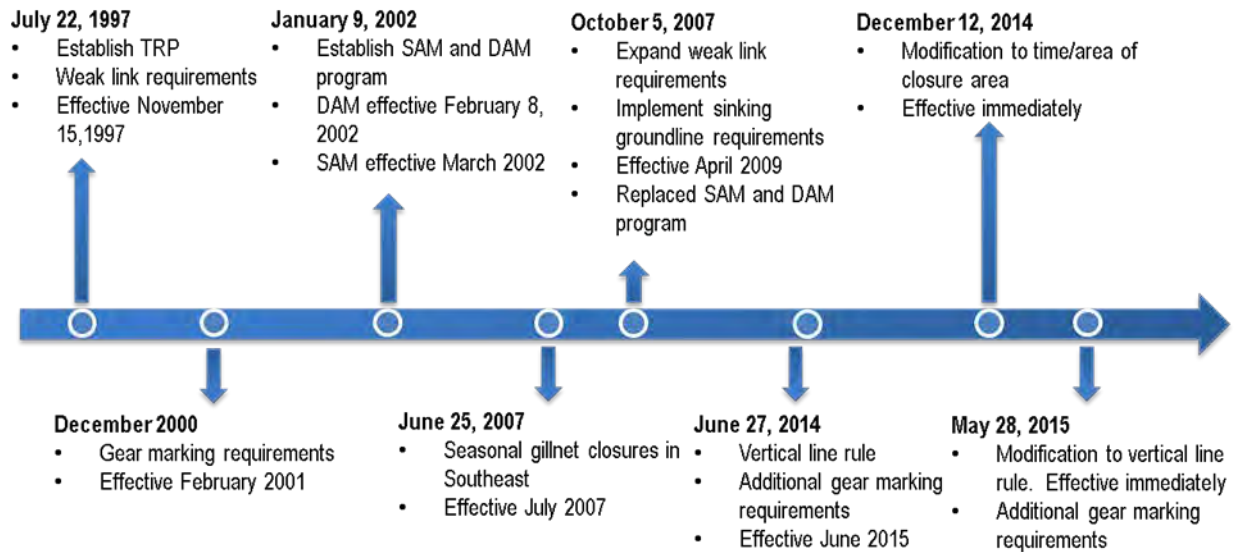 July 22, 1997
• Establish TRP
• Weak link requirements
• Effective November
15,1997
January 9, 2002
• Establish SAM and DAM
program
• DAM effective February 8,
2002
• SAM effective March 2002
October 5, 2007
• Expand weak link
requirements
• Implement sinking
groundline requirements
• Effective April 2009
• Replaced SAM and DAM
program
December 12, 2014
• Modification to time/area of
closure area
• Effective immediately
December 2000
• Gear marking requirements
• Effective February 2001
June 25, 2007
• Seasonal gillnet closures in
Southeast
• Effective July 2007
June 27, 2014
• Vertical line rule
• Additional gear marking
requirements
• Effective June 2015
May 28, 2015
• Modification to vertical line
rule. Effective immediately
• Additional gear marking
requirements